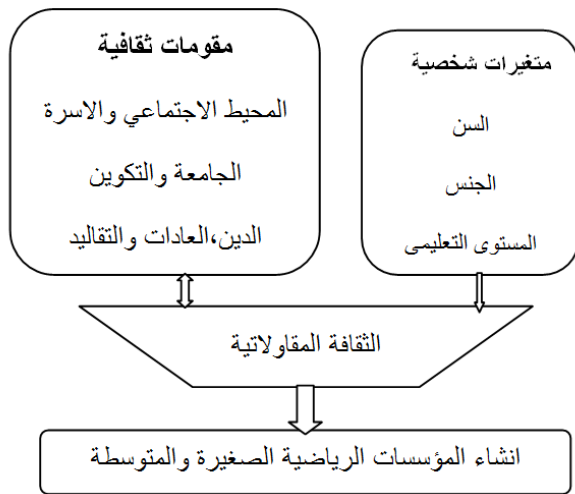 متغيرات شخصية
السن
الجنس
المستوى التعليمى
مقومات ثقافية
المحيط الاجتماعي والاسرة
الجامعة والتكوين
الدين،العادات والتقاليد
الثقافة المقاولاتية
انشاء المؤسسات الرياضية الصغيرة والمتوسطة